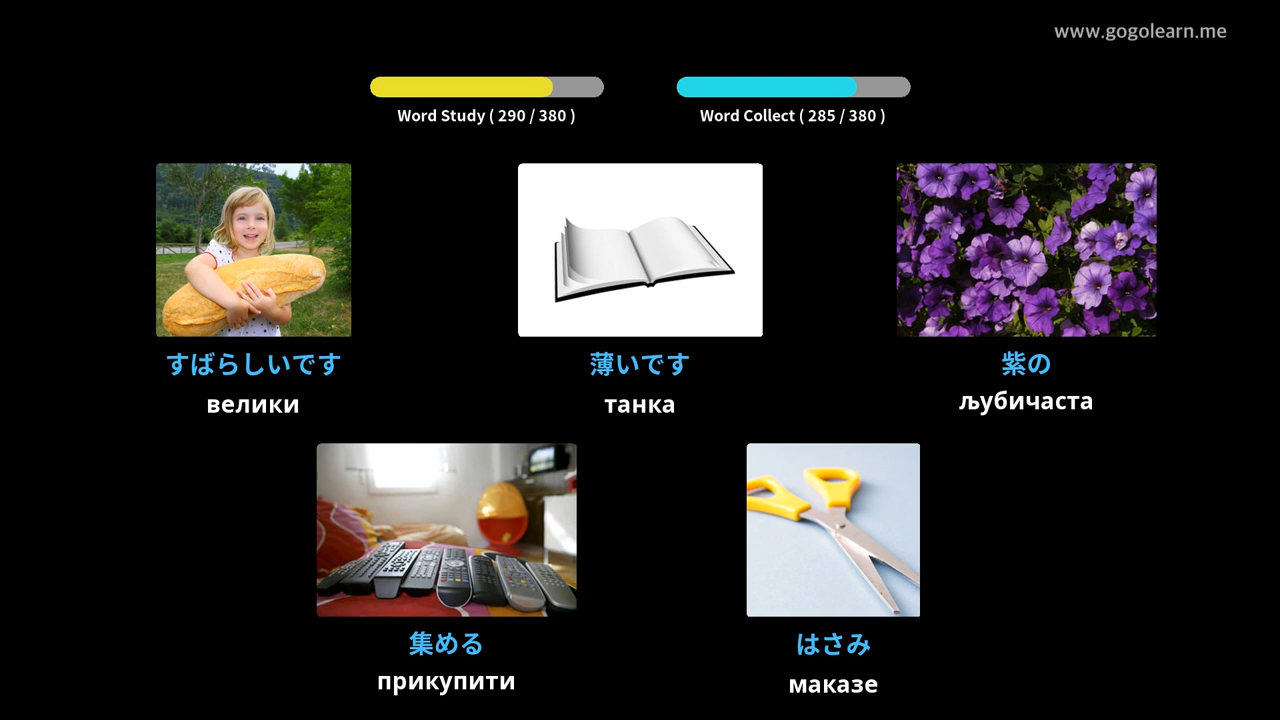 www.gogolearn.me
Word Study ( 290 / 380 )
Word Collect ( 285 / 380 )
すばらしいです
велики
薄いです
танка
紫の
љубичаста
集める
прикупити
はさみ
маказе